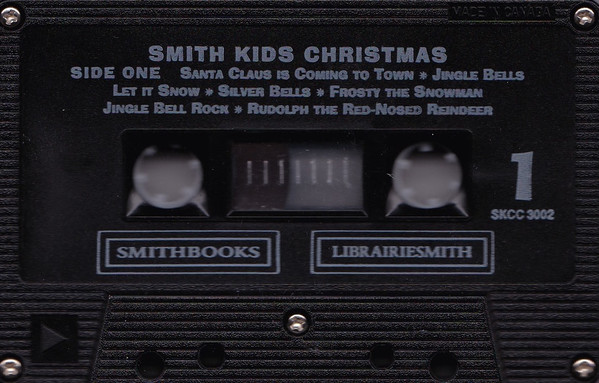 MADE IN CANADA
SMITH KIDS CHRISTMAS
SIDE ONE SANTA CLAUS IS COMING TO TOWN * JINGLE BELLS
LET IT SNOW * SILVER BELLS * FROSTY THE SNOWMAN
JINGLE BELL ROCK * RUDOLPH THE RED-NOSED REINDEER
1
SKCC 3002
SMITHBOOKS
LIBRAIRIESMITH